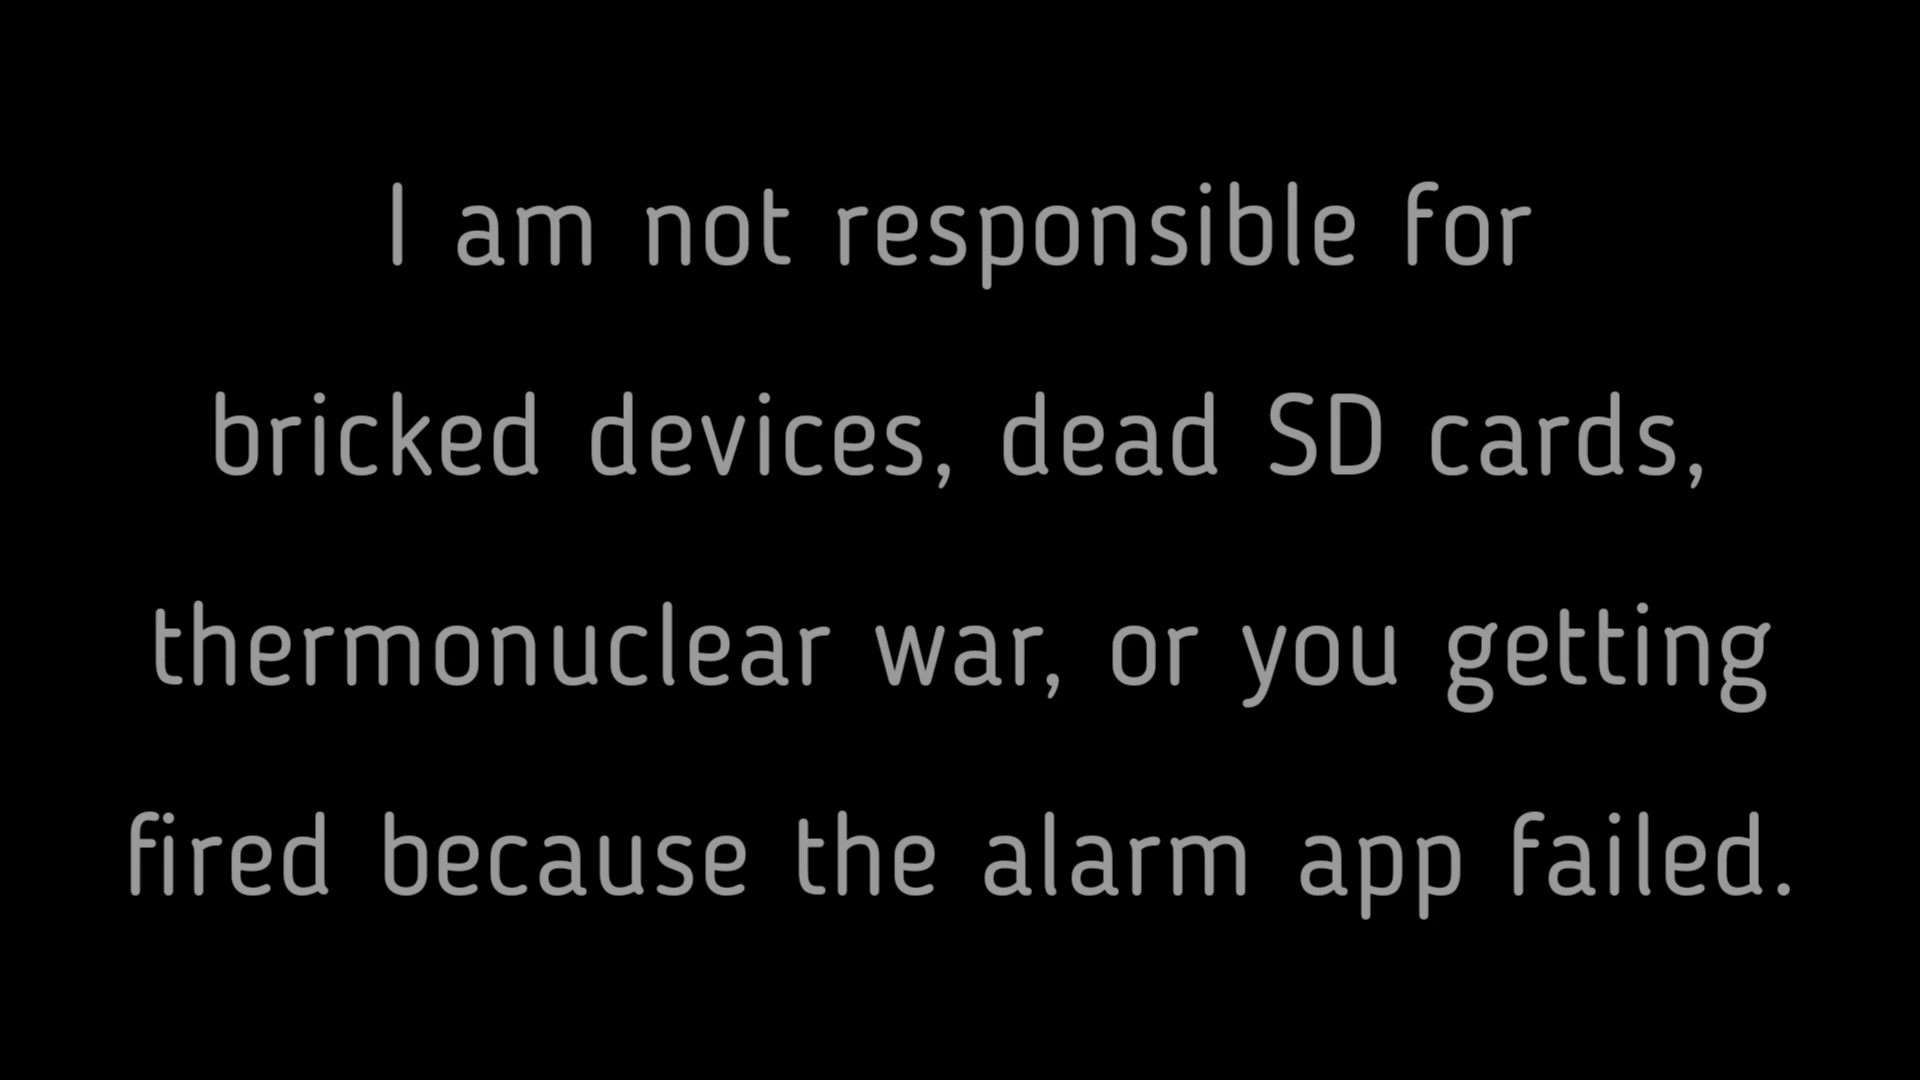 I am not responsible for
bricked devices, dead SD cards,
thermonuclear war, or you getting
fired because the alarm app failed.